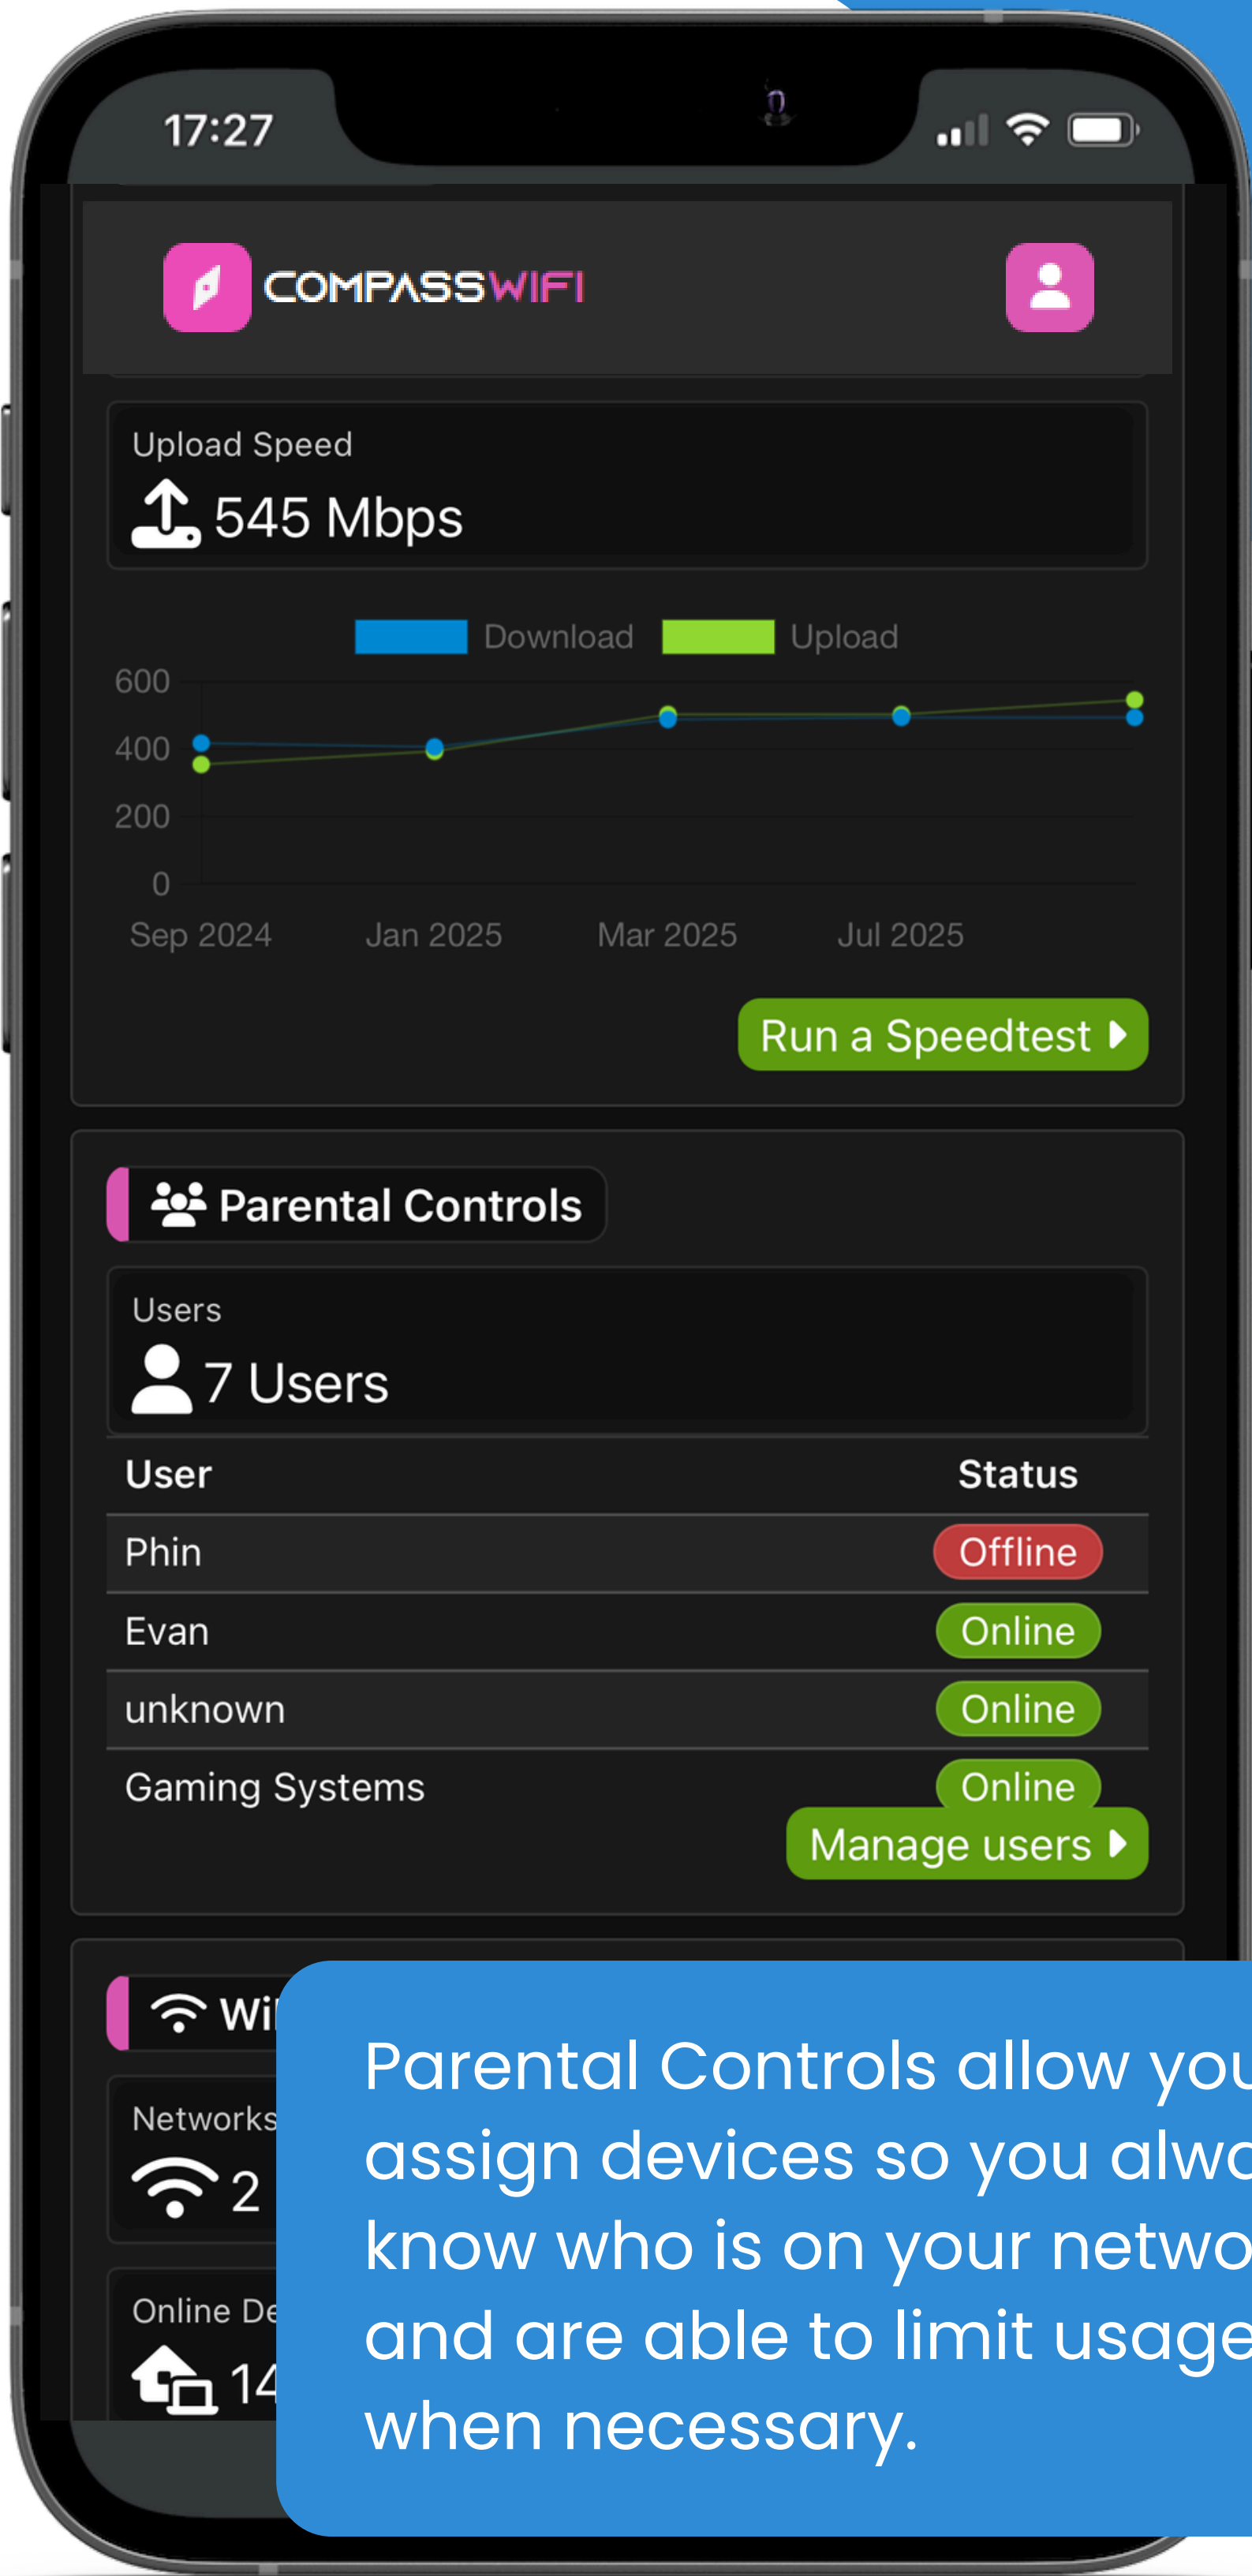 17:27
COMPASSWIFI
Upload Speed
545 Mbps
Download Upload
600
400
200
0
Sep 2024 Jan 2025 Mar 2025 Jul 2025
Run a Speedtest
Parental Controls
Users
7 Users
User Status
Phin Offline
Evan Online
unknown Online
Gaming Systems Online
Manage users
Networks
2
Online
Parental Controls allow
assign devices so you
know who is on your
and are able to limit usage
when necessary.